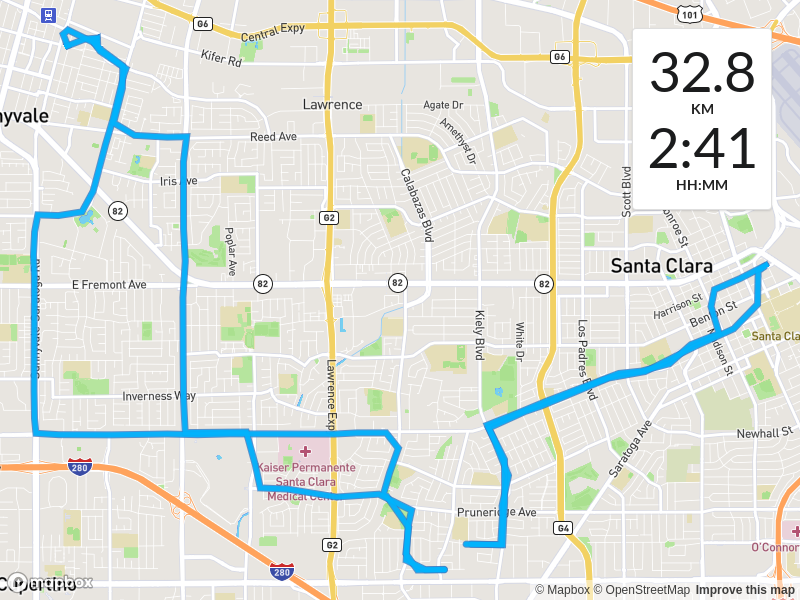 G6
Central Expy
101
Kifer Rd
G6
32.8
KM
2:41
HH:MM
Lawrence
Agate Dr
nyvale
Amethyst Dr
Reed Ave
Iris Ave
Calabazas Blvd
Scott Blvd
82
G2
Monroe St
Poplar Ave
Santa Clara
E Fremont Ave
82
82
82
Harrison St
Benton St
Kiely Blvd
White Dr
Los Padres Blvd
Madison St
Santa Cla
Lawrence Exp
Inverness Way
Newhall St
Saratoga Ave
280
Kaiser Permanente
Santa Clara
Medical Cent
Pruneridge Ave
G4
G2
O'Connor
280
Cupertino
mapbox
© Mapbox © OpenStreetMap Improve this map